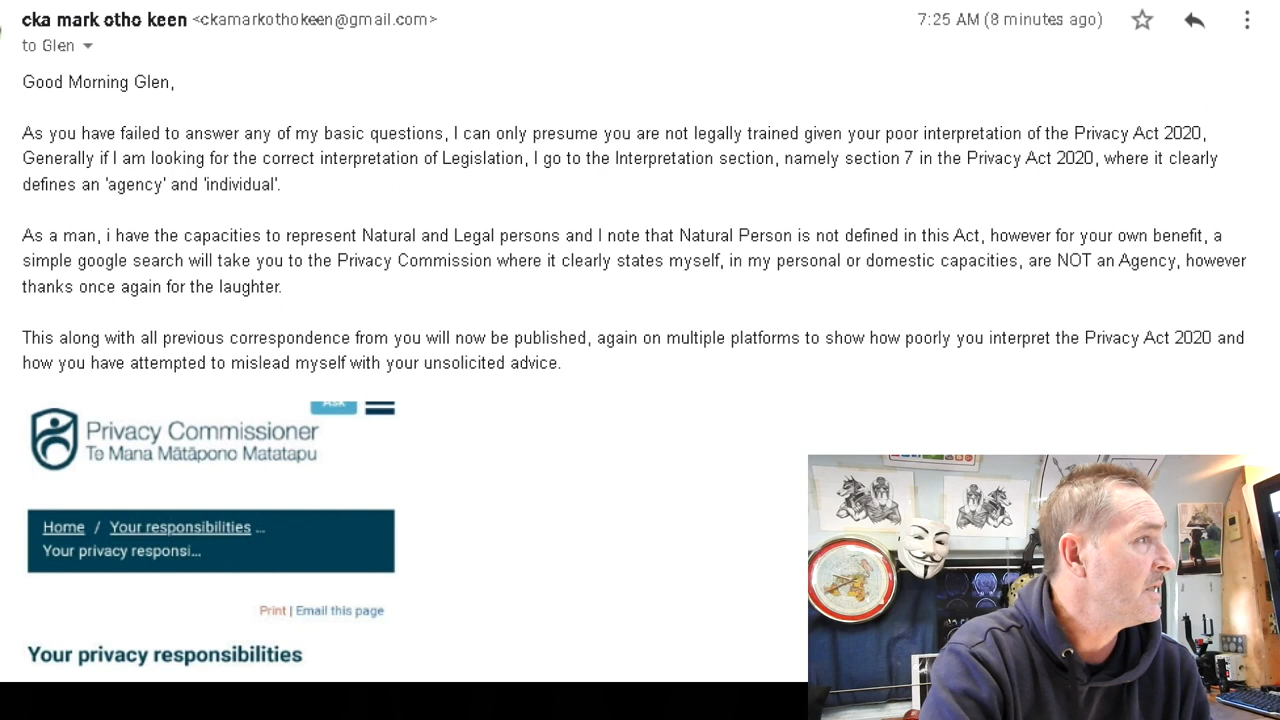 cka mark otho keen <ckamarkothokeen@gmail.com>
7:25 AM (8 minutes ago)
to Glen
Good Morning Glen,
As you have failed to answer any of my basic questions, I can only presume you are not legally trained given your poor interpretation of the Privacy Act 2020,
Generally if I am looking for the correct interpretation of Legislation, I go to the Interpretation section, namely section 7 in the Privacy Act 2020, where it clearly
defines an 'agency' and 'individual'.
As a man, i have the capacities to represent Natural and Legal persons and I note that Natural Person is not defined in this Act, however for your own benefit, a
simple google search will take you to the Privacy Commission where it clearly states myself, in my personal or domestic capacities, are NOT an Agency, however
thanks once again for the laughter.
This along with all previous correspondence from you will now be published, again on multiple platforms to show how poorly you interpret the Privacy Act 2020 and
how you have attempted to mislead myself with your unsolicited advice.
Privacy Commissioner
Te Mana Mātāpono Matatapu
Home / Your responsibilities ...
Your privacy responsi...
Print | Email this page
Your privacy responsibilities